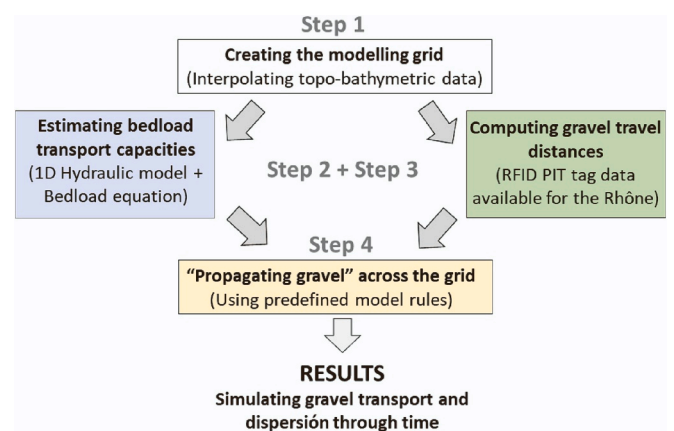 Step 1
Creating the modelling grid
(Interpolating topo-bathymetric data)
Estimating bedload
transport capacities
(1D Hydraulic model +
Bedload equation)
Step 2 + Step 3
Computing gravel travel
distances
(RFID PIT tag data
available for the Rhône)
Step 4
“Propagating gravel” across the grid
(Using predefined model rules)
RESULTS
Simulating gravel transport and
dispersión through time